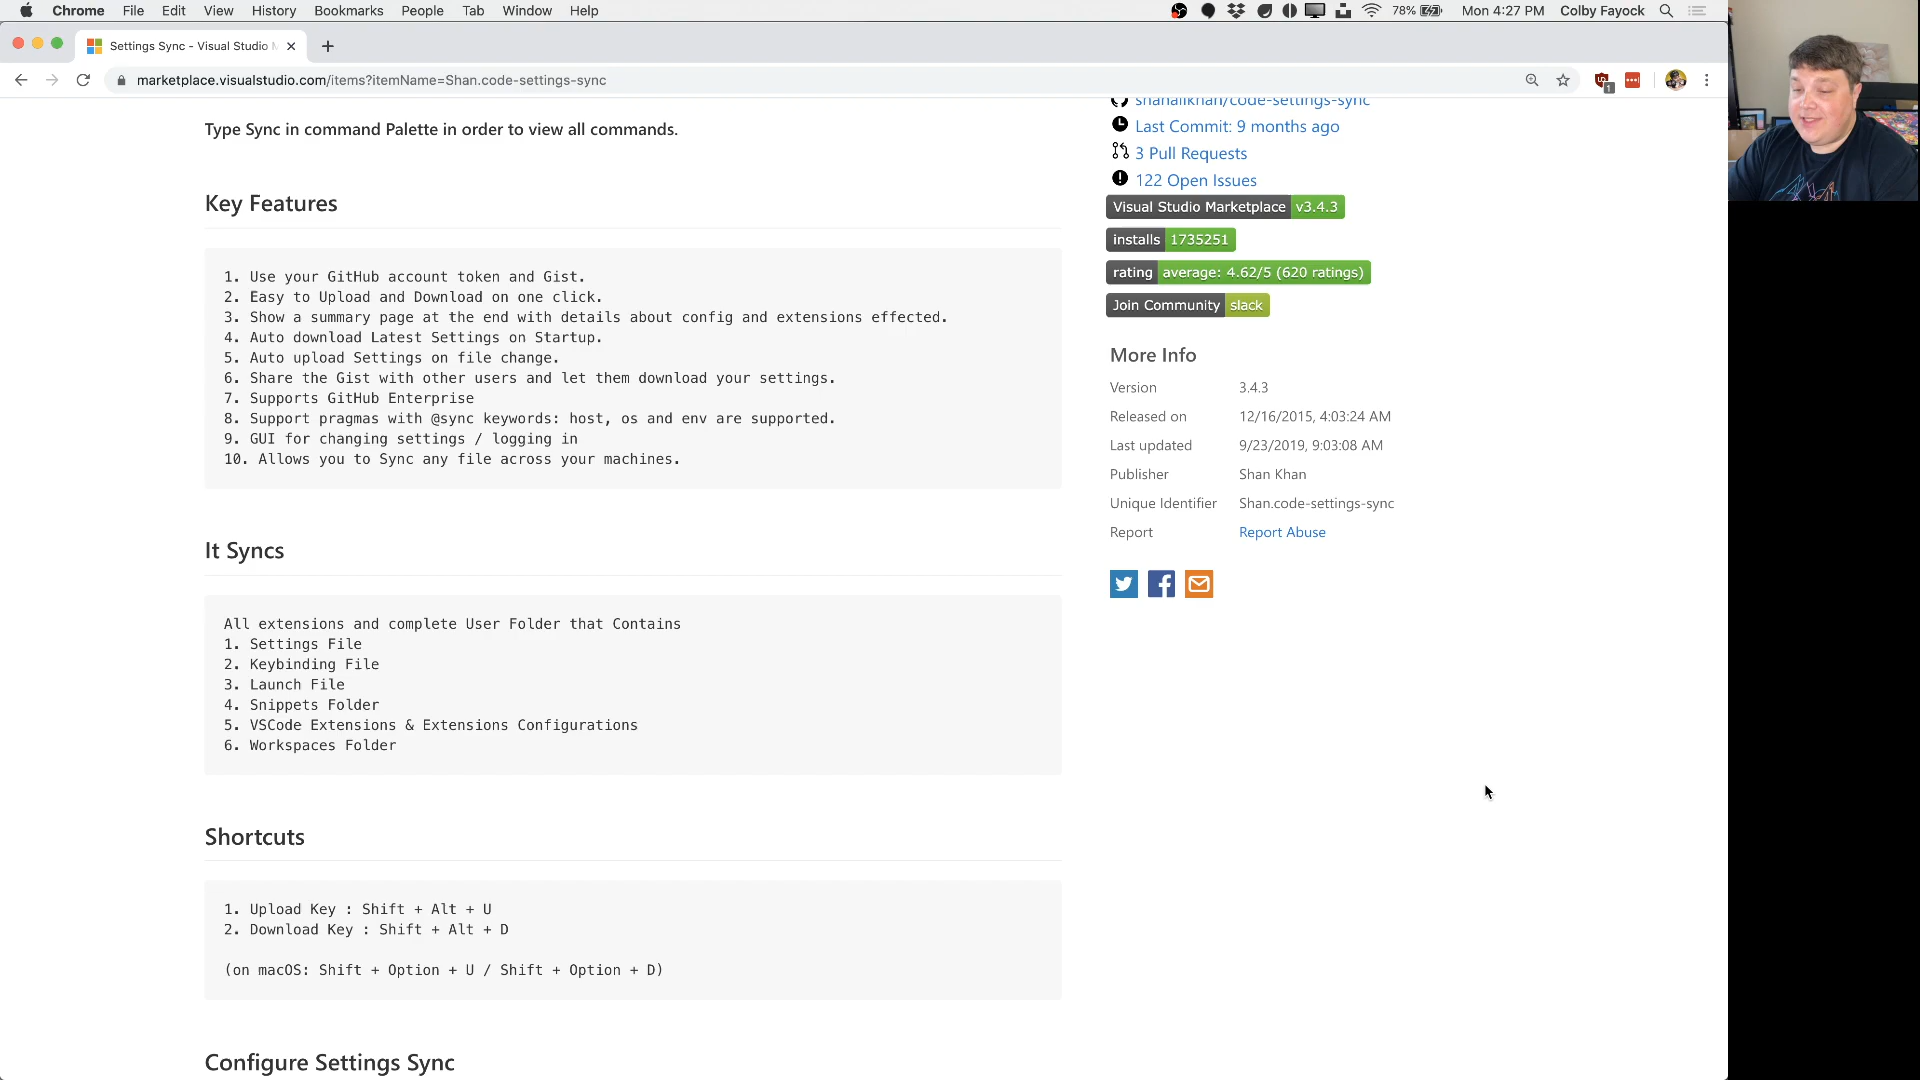 Chrome File Edit View History Bookmarks People Tab Window Help 78% Mon 4:27 PM Colby Fayock
Settings Sync - Visual Studio M
marketplace.visualstudio.com/items?itemName=Shan.code-settings-sync
1
Type Sync in command Palette in order to view all commands.
Key Features
1. Use your GitHub account token and Gist.
2. Easy to Upload and Download on one click.
3. Show a summary page at the end with details about config and extensions effected.
4. Auto download Latest Settings on Startup.
5. Auto upload Settings on file change.
6. Share the Gist with other users and let them download your settings.
7. Supports GitHub Enterprise
8. Support pragmas with @sync keywords: host, os and env are supported.
9. GUI for changing settings / logging in
10. Allows you to Sync any file across your machines.
It Syncs
All extensions and complete User Folder that Contains
1. Settings File
2. Keybinding File
3. Launch File
4. Snippets Folder
5. VSCode Extensions & Extensions Configurations
6. Workspaces Folder
Shortcuts
1. Upload Key : Shift + Alt + U
2. Download Key : Shift + Alt + D
(on macOS: Shift + Option + U / Shift + Option + D)
Configure Settings Sync
shanalikhan/code-settings-sync
Last Commit: 9 months ago
3 Pull Requests
122 Open Issues
Visual Studio Marketplace v3.4.3
installs 1735251
rating average: 4.62/5 (620 ratings)
Join Community slack
More Info
Version 3.4.3
Released on 12/16/2015, 4:03:24 AM
Last updated 9/23/2019, 9:03:08 AM
Publisher Shan Khan
Unique Identifier Shan.code-settings-sync
Report Report Abuse